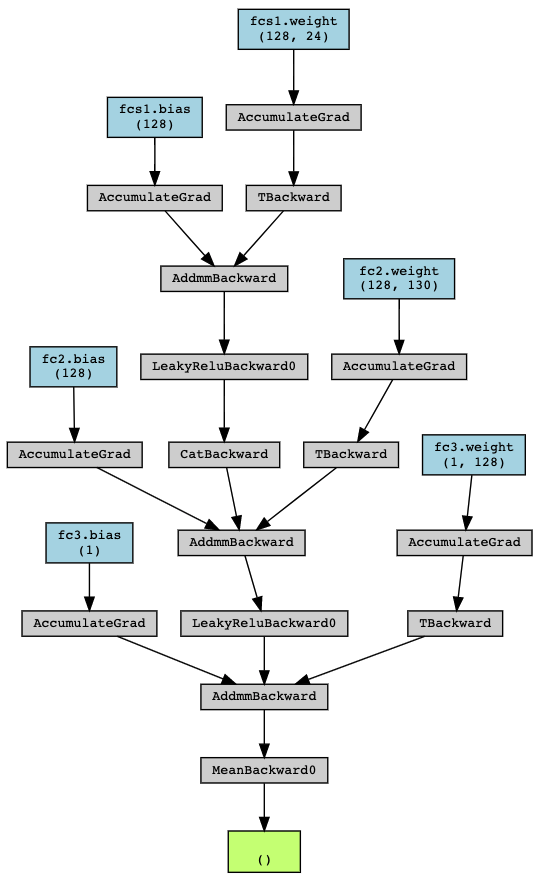 fcs1.weight
(128, 24)
fcs1.bias
(128)
AccumulateGrad
AccumulateGrad
TBackward
AddmmBackward
fc2.weight
(128, 130)
fc2.bias
(128)
LeakyReluBackward0
AccumulateGrad
AccumulateGrad
CatBackward
TBackward
fc3.weight
(1, 128)
fc3.bias
(1)
AddmmBackward
AccumulateGrad
AccumulateGrad
LeakyReluBackward0
TBackward
AddmmBackward
MeanBackward0
()